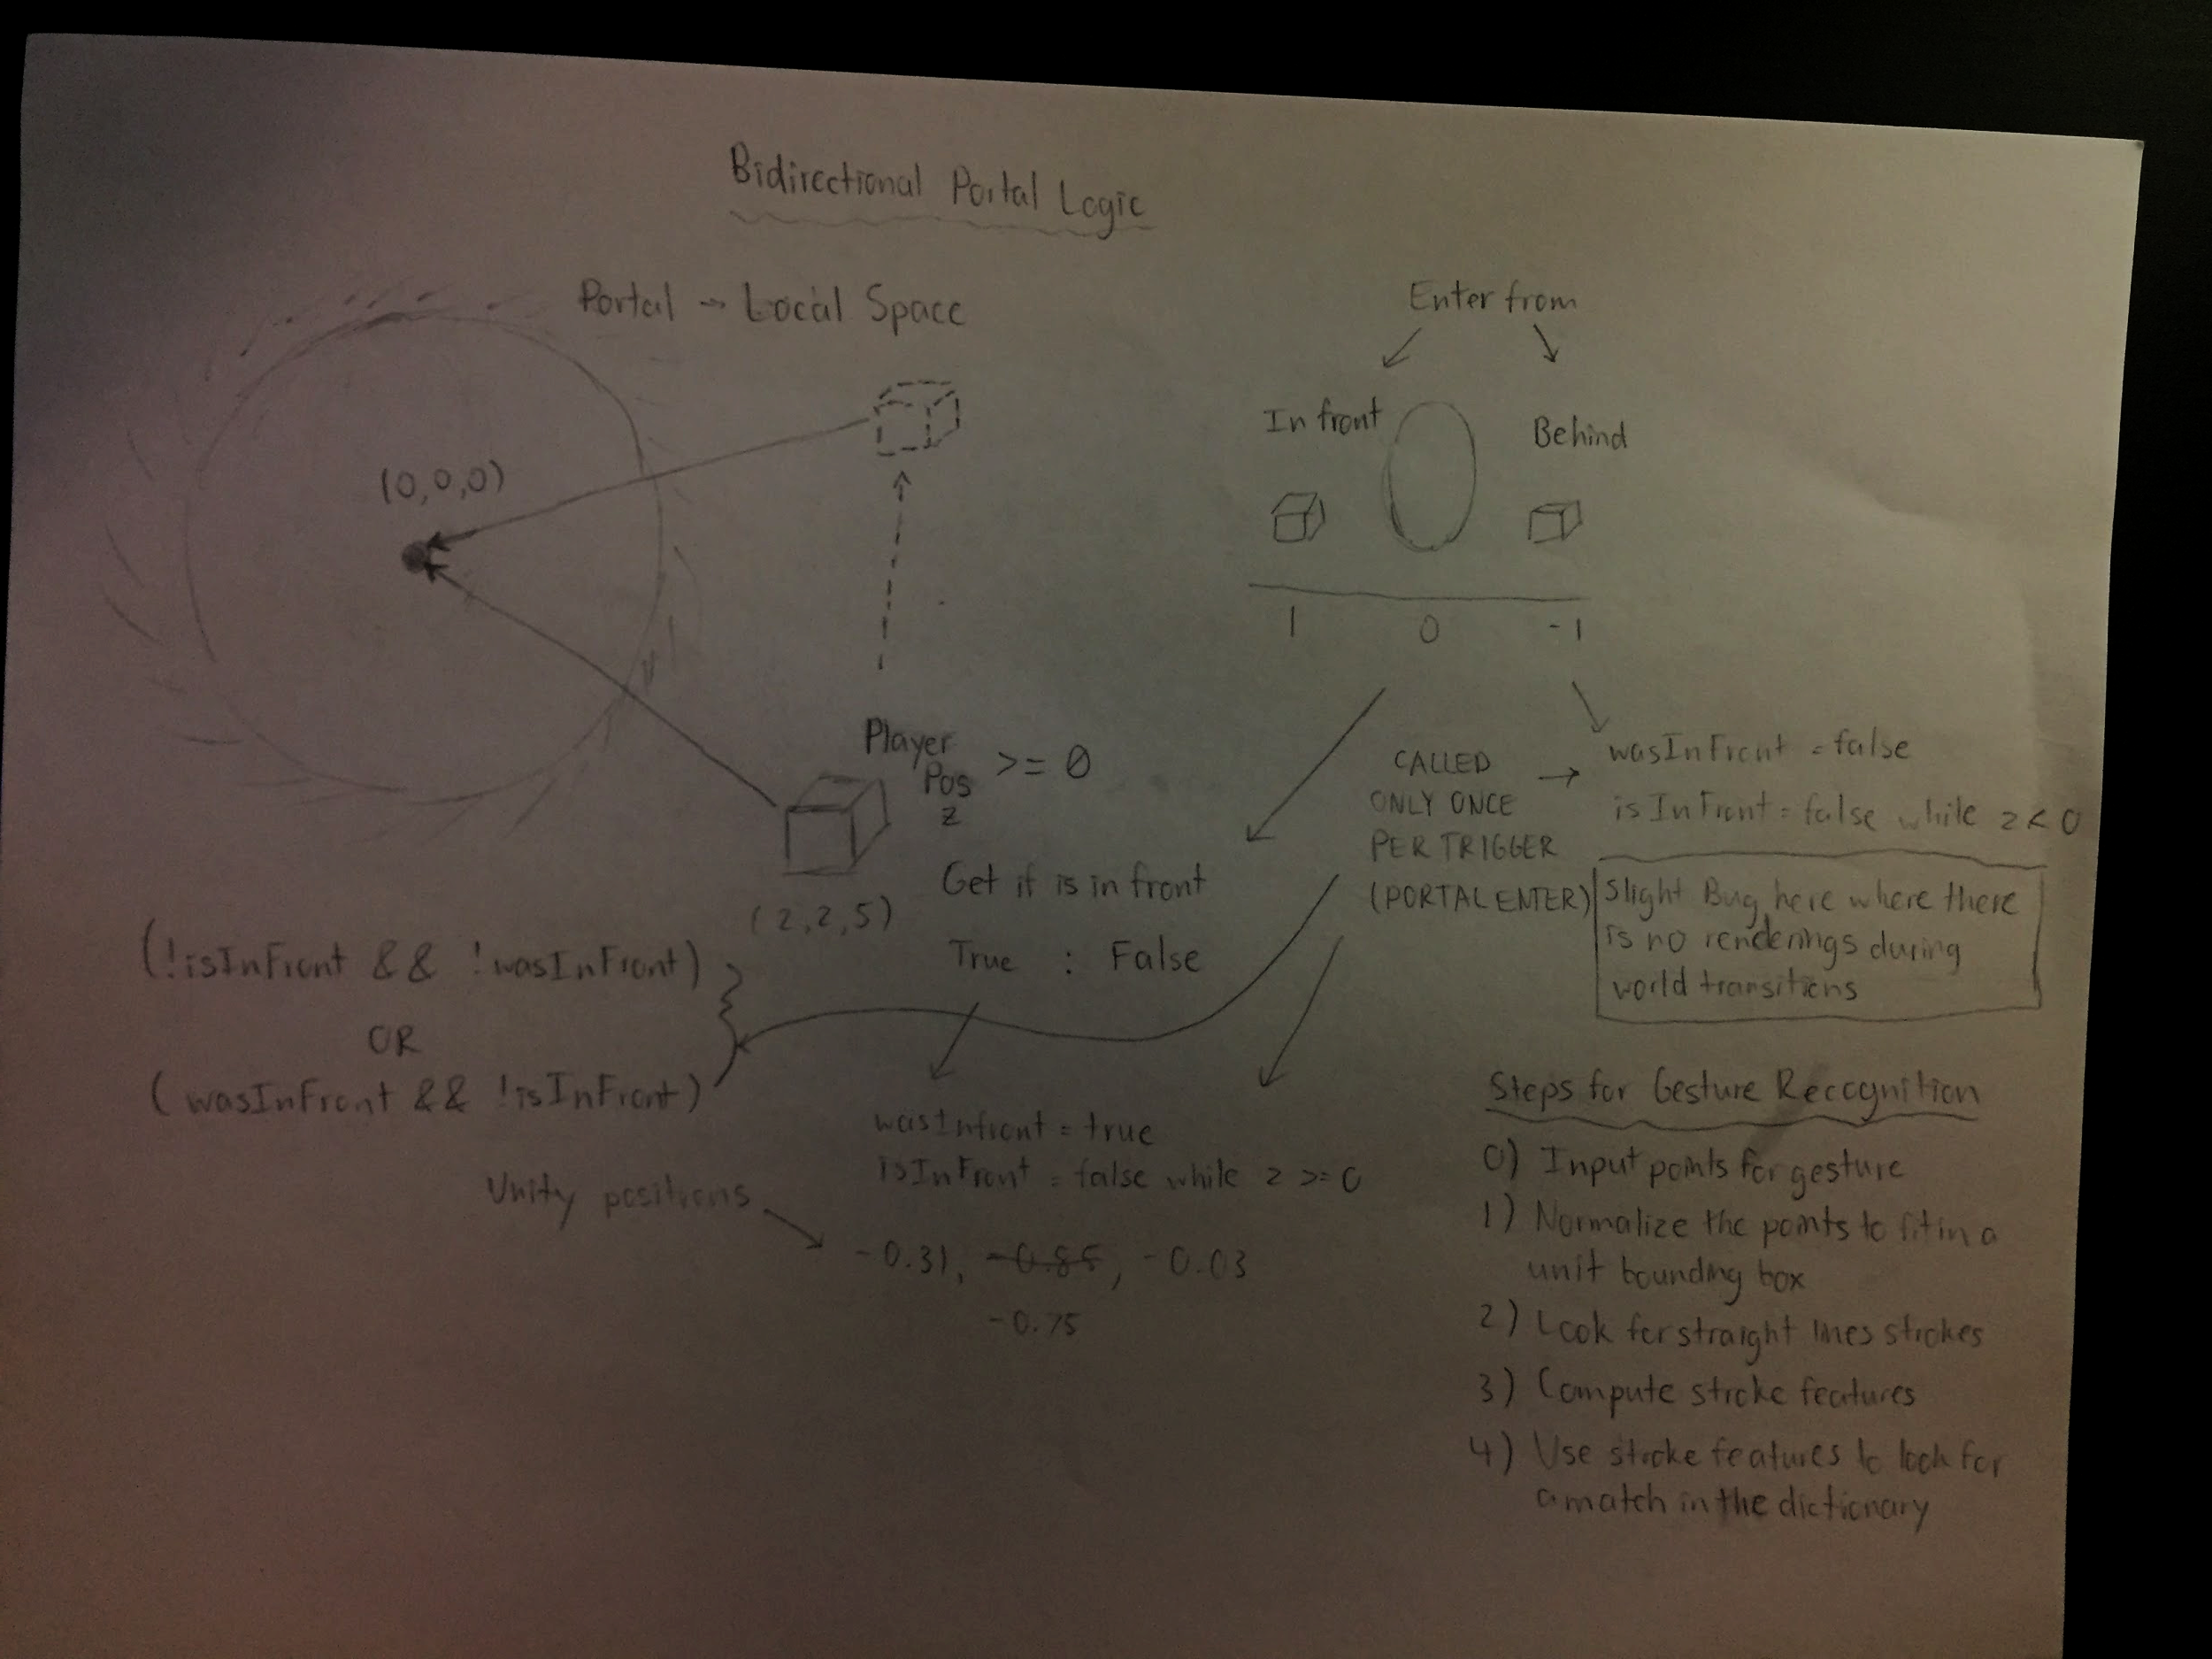 Bidirectional Portal Logic
Portal → Local Space
(0,0,0)
Player
Pos
z
>= 0
(2,2,5)
Get if is in front
True : False
(!isInFront && !wasInFront)
OR
(wasInFront && !isInFront)
wasInfront = true
isInFront = false while z >= 0
Unity positions
-0.31, -0.85, -0.03
-0.75
Enter from
In front
Behind
1 0 -1
CALLED
ONLY ONCE
PER TRIGGER
(PORTAL ENTER)
wasInFront = false
isInFront = false while z < 0
Slight Bug here where there
is no renderings during
world transitions
Steps for Gesture Recognition
0) Input points for gesture
1) Normalize the points to fit in a
unit bounding box
2) Look for straight lines strokes
3) Compute stroke features
4) Use stroke features to look for
a match in the dictionary